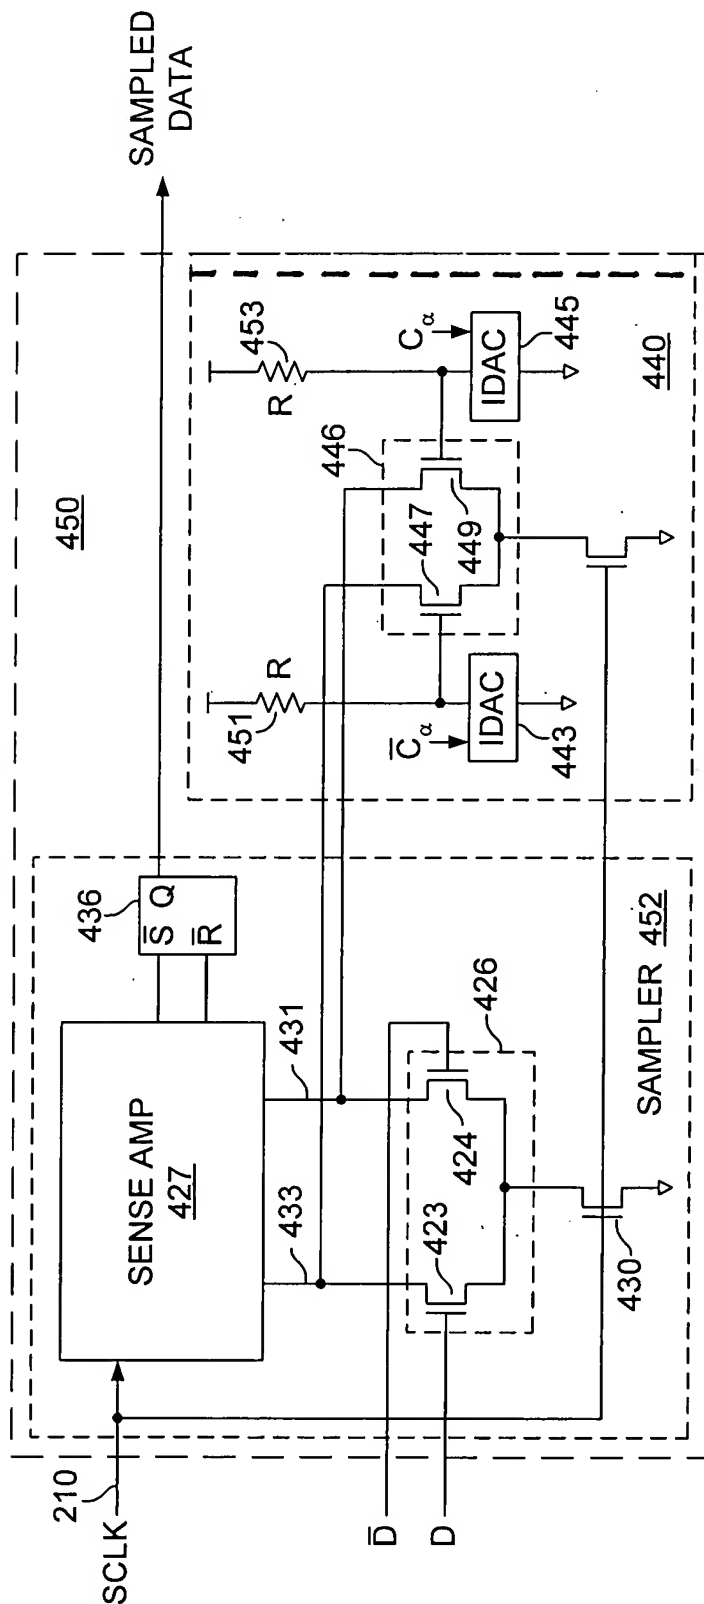 SAMPLED
DATA
450
453
R
C̅α
Cα
451
R
IDAC
443
IDAC
445
446
447
449
440
436
S̅ Q
R̅
SENSE AMP
427
431
433
426
424
423
SAMPLER 452
430
210
SCLK
D̅
D